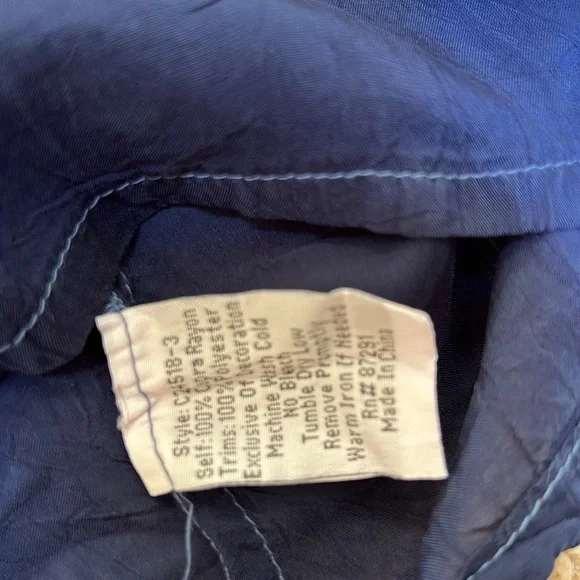 Style: C2518-3
Self:100% Cupra Rayon
Trims:100%Polyester
Exclusive Of Decoration
Machine Wash Cold
No Bleach
Tumble Dry Low
Remove Promptly
Warm Iron If Needed
Rn# 87291
Made In China